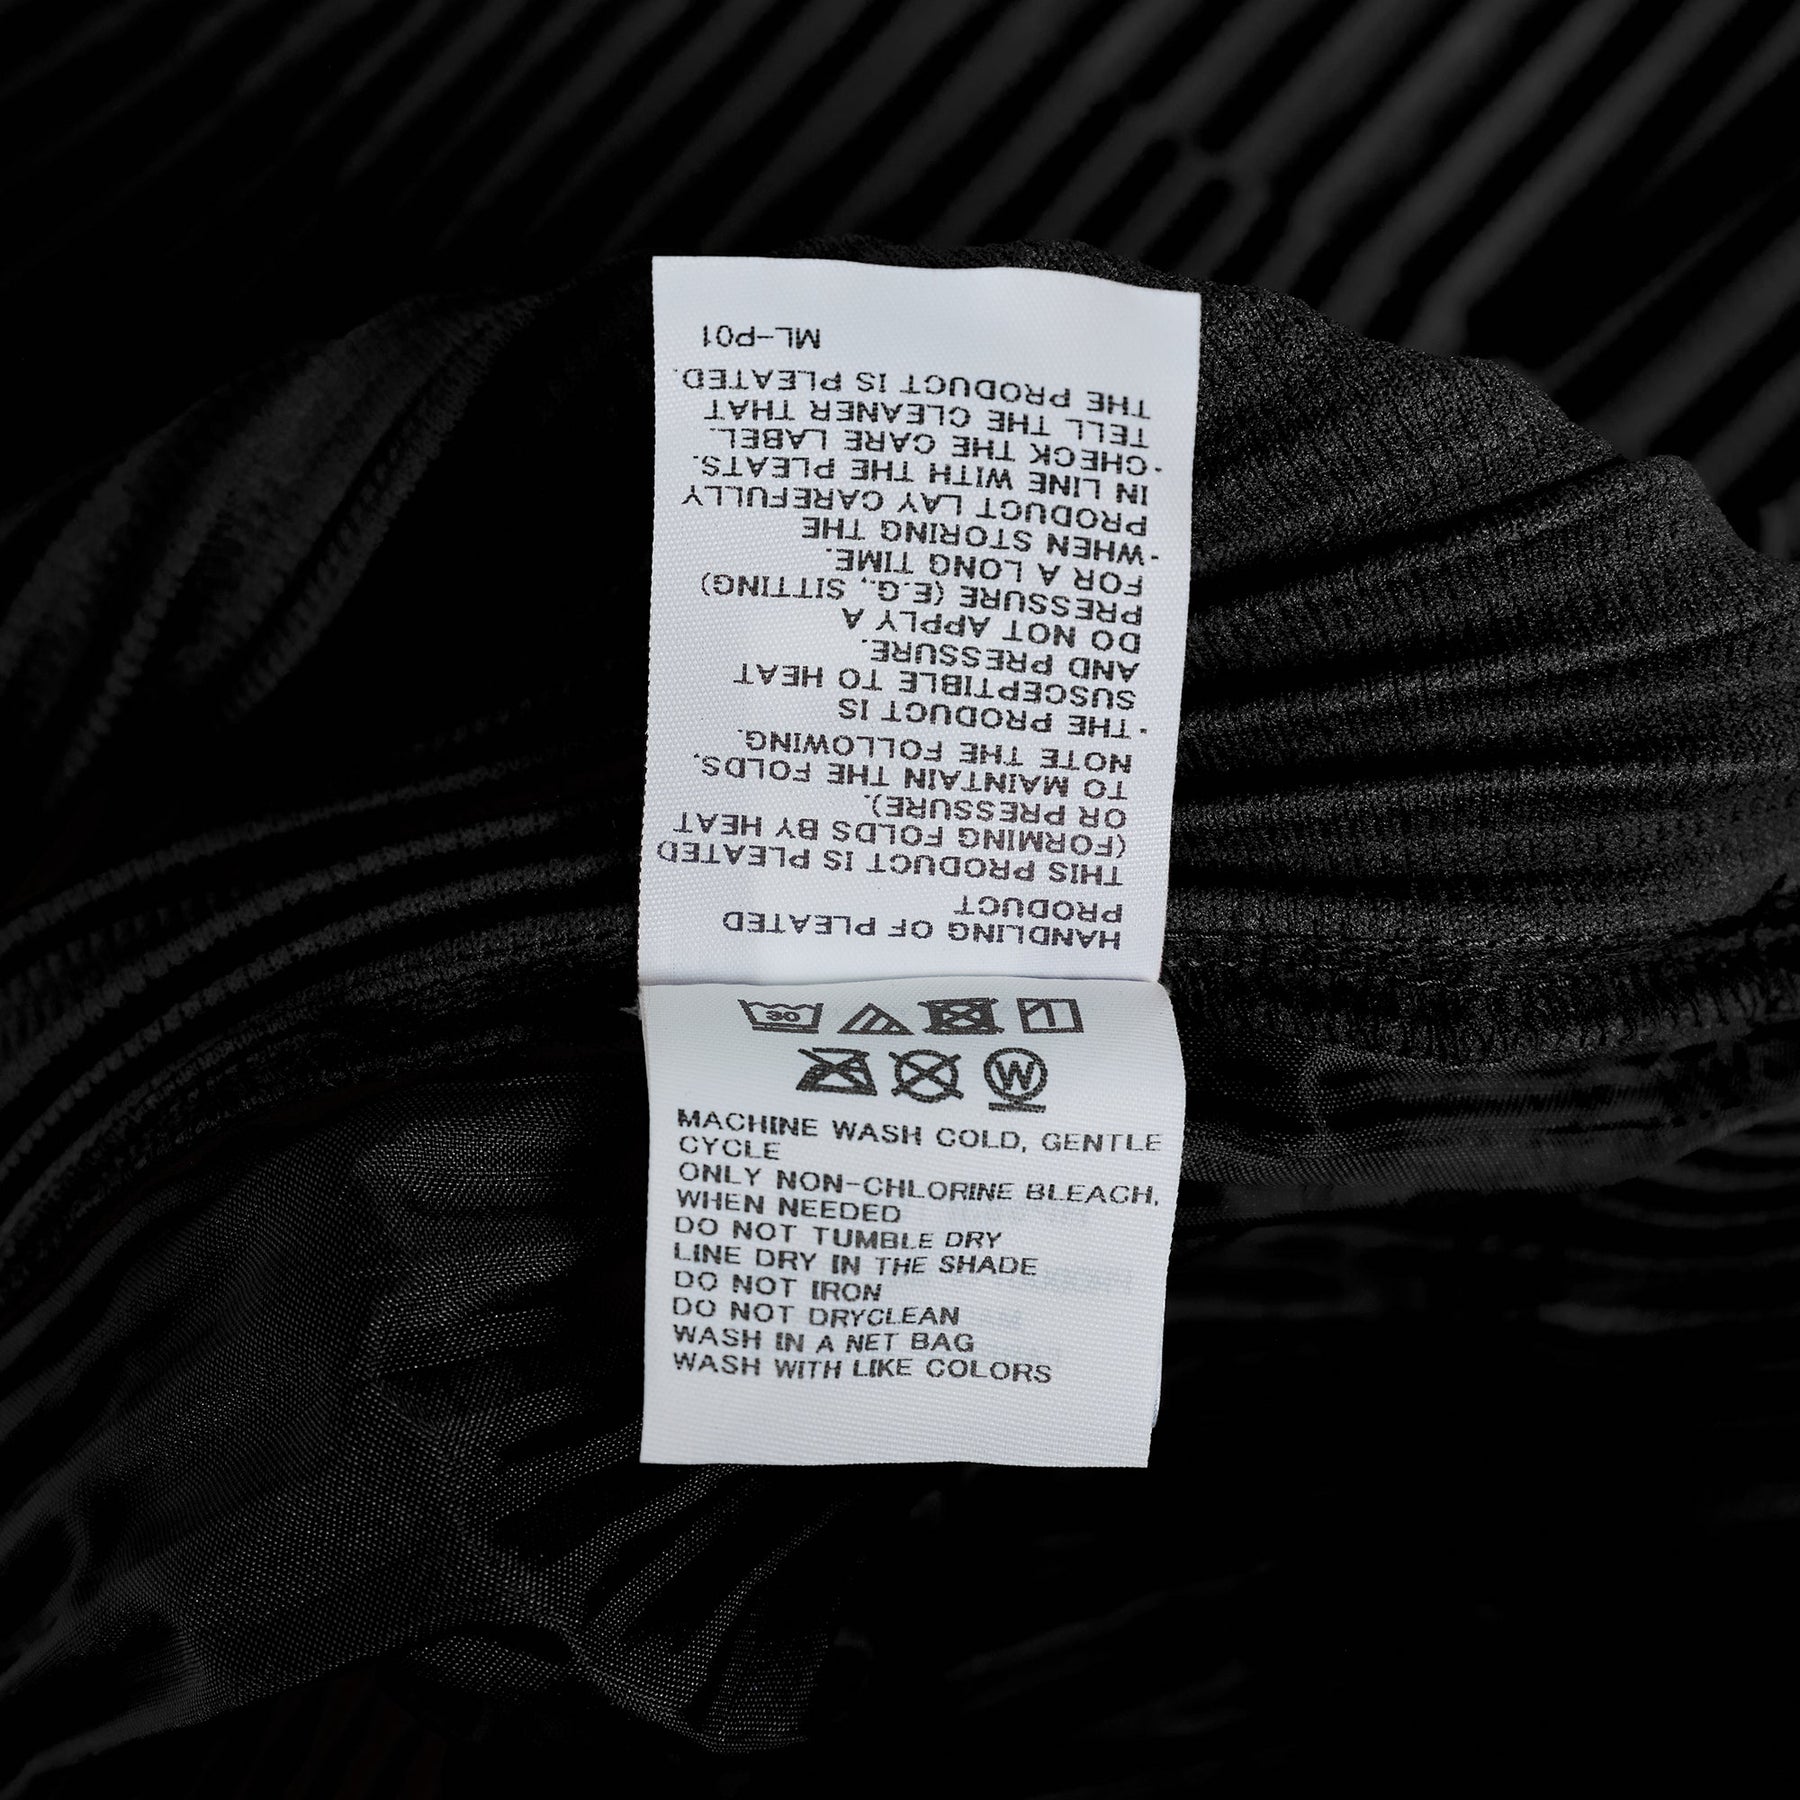 HANDLING OF PLEATED
PRODUCT
THIS PRODUCT IS PLEATED
(FORMING FOLDS BY HEAT
OR PRESSURE).
TO MAINTAIN THE FOLDS,
NOTE THE FOLLOWING.
·THE PRODUCT IS
SUSCEPTIBLE TO HEAT
AND PRESSURE.
DO NOT APPLY A
PRESSURE (E.G., SITTING)
FOR A LONG TIME.
·WHEN STORING THE
PRODUCT LAY CAREFULLY
IN LINE WITH THE PLEATS.
·CHECK THE CARE LABEL.
TELL THE CLEANER THAT
THE PRODUCT IS PLEATED.
ML-P01
30
W
MACHINE WASH COLD, GENTLE
CYCLE
ONLY NON-CHLORINE BLEACH,
WHEN NEEDED
DO NOT TUMBLE DRY
LINE DRY IN THE SHADE
DO NOT IRON
DO NOT DRYCLEAN
WASH IN A NET BAG
WASH WITH LIKE COLORS